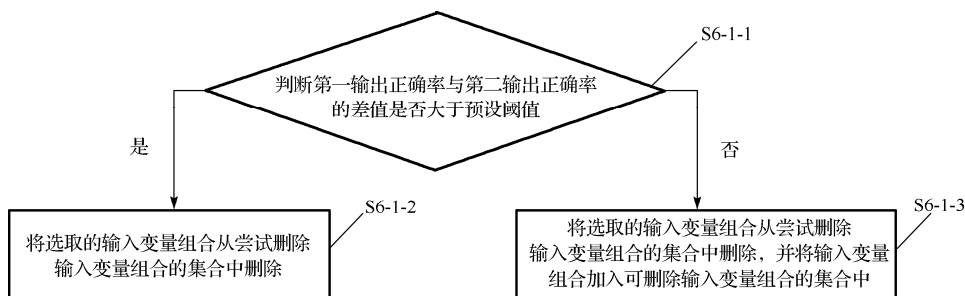 S6-1-1
判断第一输出正确率与第二输出正确率
的差值是否大于预设阈值
是
否
S6-1-2
将选取的输入变量组合从尝试删除
输入变量组合的集合中删除
S6-1-3
将选取的输入变量组合从尝试删除
输入变量组合的集合中删除，并将输入变量
组合加入可删除输入变量组合的集合中